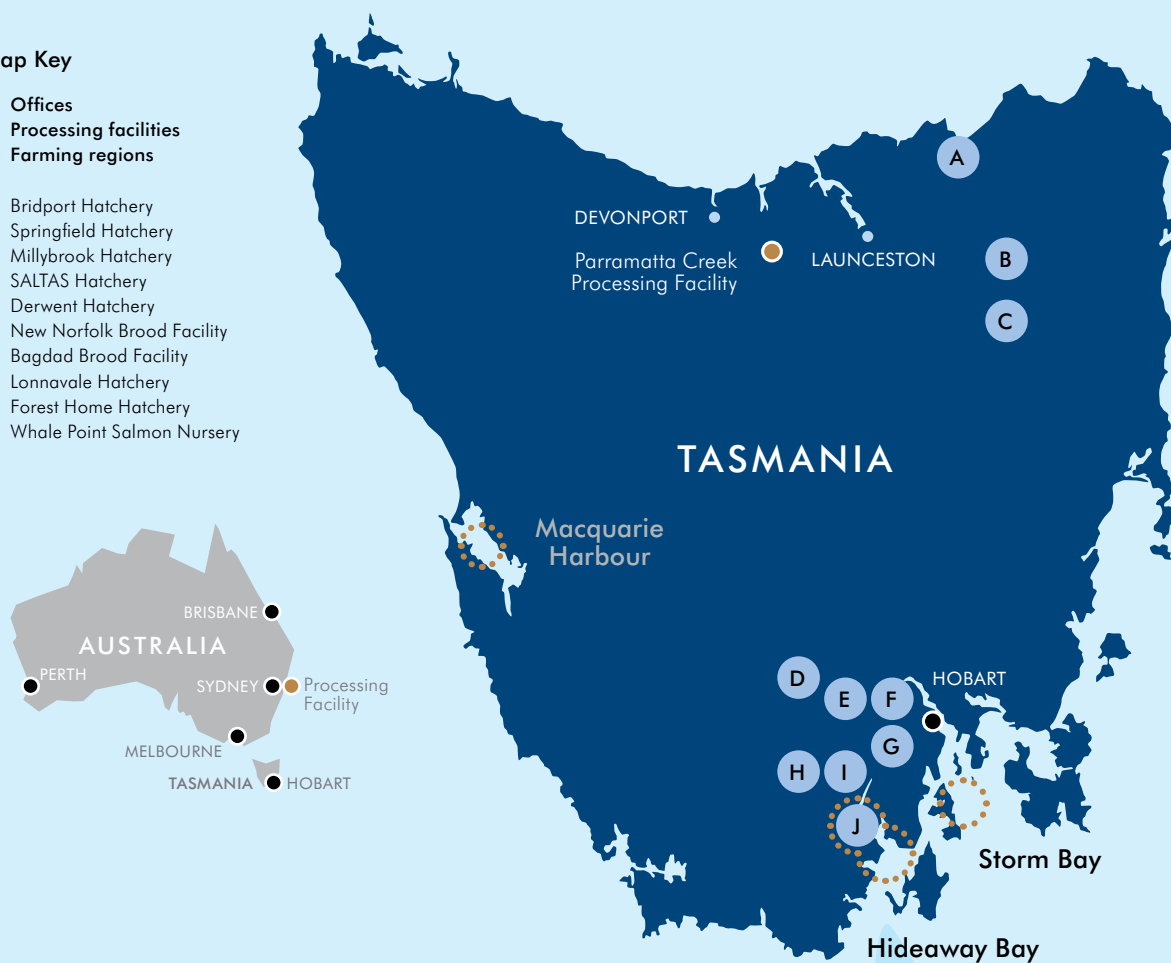 ap Key
Offices
Processing facilities
Farming regions
Bridport Hatchery
Springfield Hatchery
Millybrook Hatchery
SALTAS Hatchery
Derwent Hatchery
New Norfolk Brood Facility
Bagdad Brood Facility
Lonnavale Hatchery
Forest Home Hatchery
Whale Point Salmon Nursery
A
DEVONPORT
Parramatta Creek
Processing Facility
LAUNCESTON
B
C
TASMANIA
Macquarie
Harbour
BRISBANE
AUSTRALIA
PERTH
SYDNEY
Processing
Facility
MELBOURNE
TASMANIA
HOBART
D
E
F
HOBART
G
H
I
J
Storm Bay
Hideaway Bay